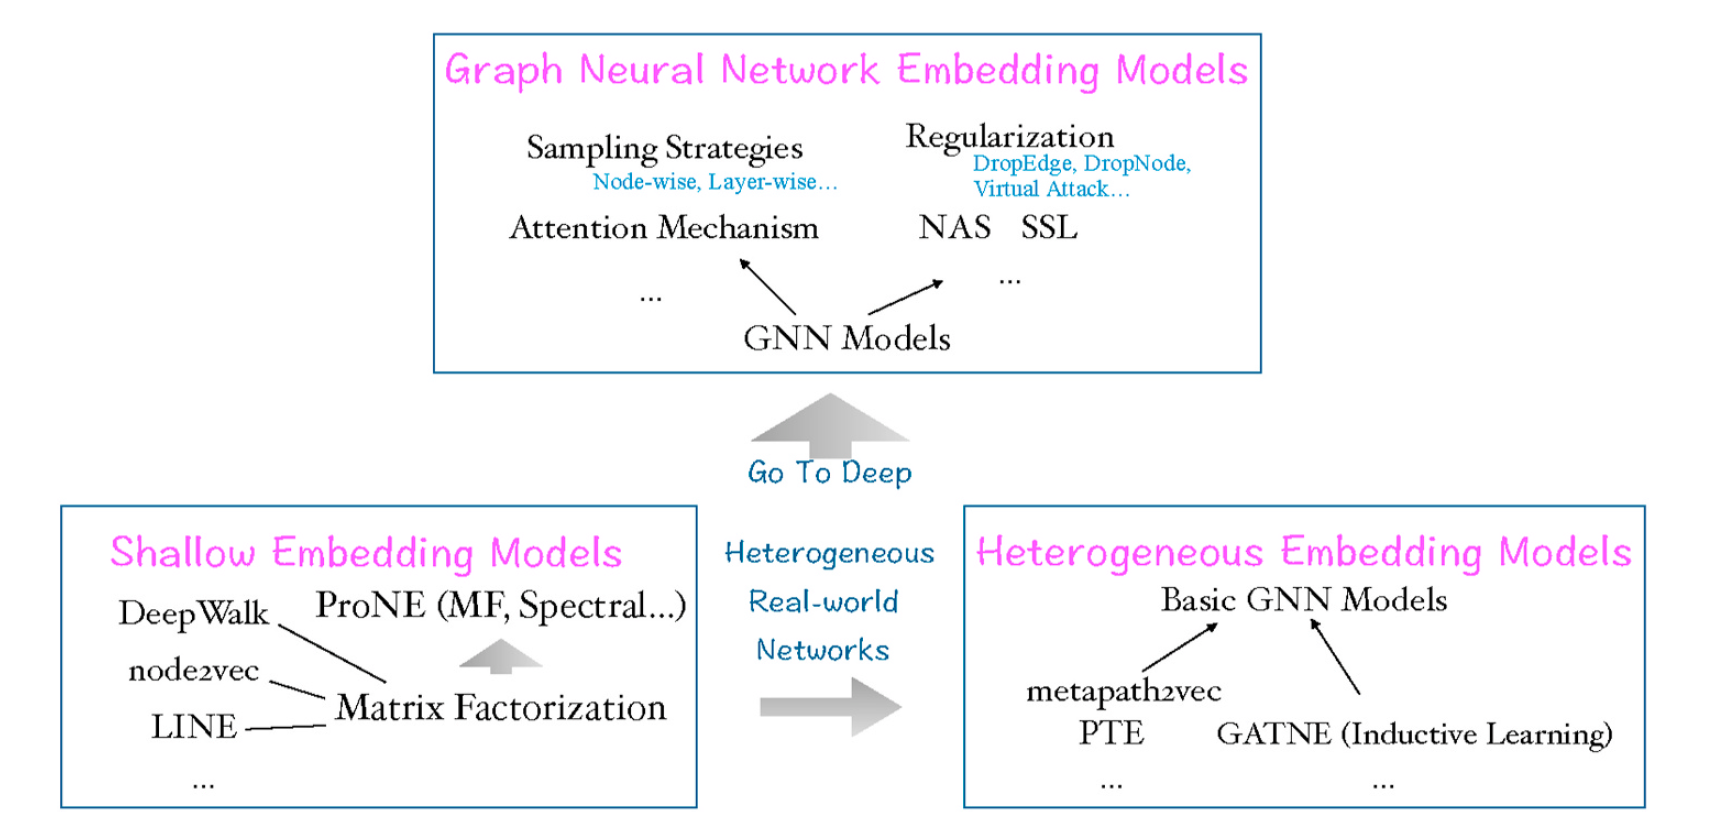 Graph Neural Network Embedding Models
Sampling Strategies
Node-wise, Layer-wise...
Attention Mechanism
...
Regularization
DropEdge, DropNode,
Virtual Attack...
NAS SSL
...
GNN Models
Go To Deep
Shallow Embedding Models
DeepWalk
ProNE (MF, Spectral...)
node2vec
Matrix Factorization
LINE
...
Heterogeneous
Real-world
Networks
Heterogeneous Embedding Models
Basic GNN Models
metapath2vec
PTE
...
GATNE (Inductive Learning)
...